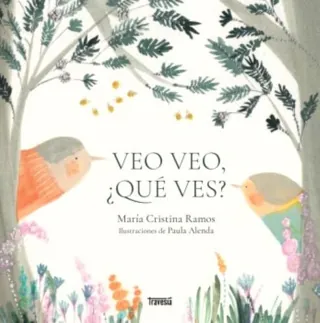 VEO VEO,
¿QUÉ VES?
María Cristina Ramos
Ilustraciones de Paula Alenda
Travesía